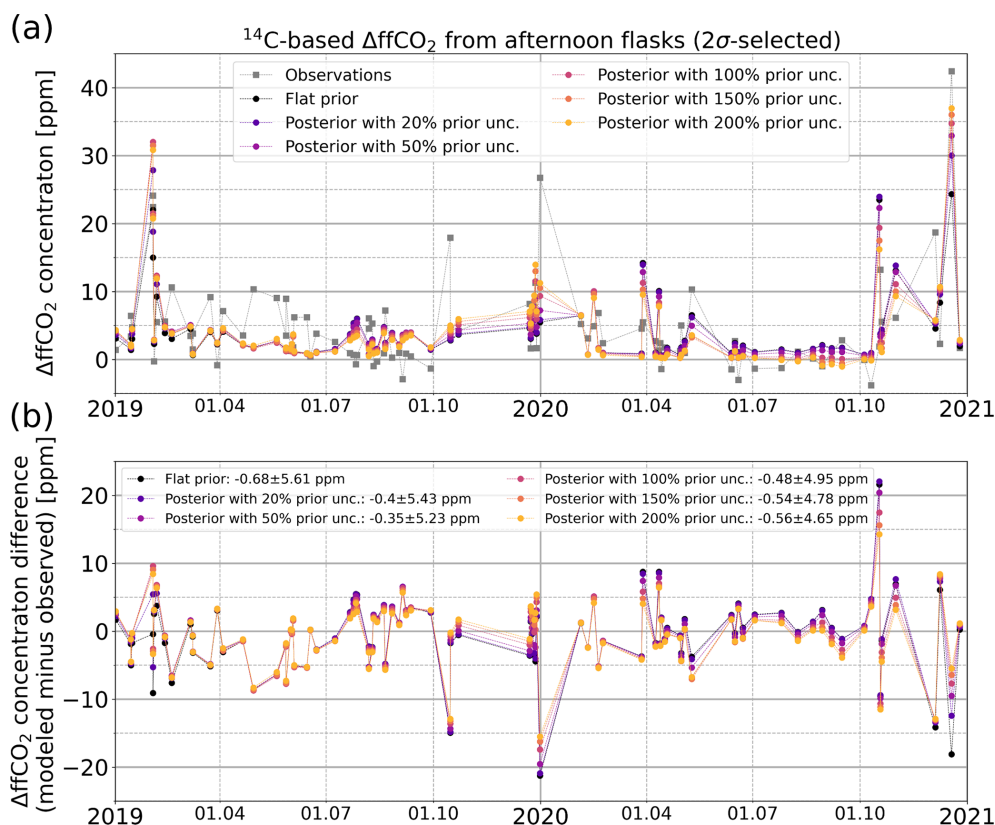 (a)
¹⁴C-based ΔffCO₂ from afternoon flasks (2σ-selected)
ΔffCO₂ concentraton [ppm]
40
30
20
10
0
Observations
Flat prior
Posterior with 20% prior unc.
Posterior with 50% prior unc.
Posterior with 100% prior unc.
Posterior with 150% prior unc.
Posterior with 200% prior unc.
2019 01.04 01.07 01.10 2020 01.04 01.07 01.10 2021
(b)
ΔffCO₂ concentraton difference
(modeled minus observed) [ppm]
20
10
0
−10
−20
Flat prior: -0.68±5.61 ppm
Posterior with 20% prior unc.: -0.4±5.43 ppm
Posterior with 50% prior unc.: -0.35±5.23 ppm
Posterior with 100% prior unc.: -0.48±4.95 ppm
Posterior with 150% prior unc.: -0.54±4.78 ppm
Posterior with 200% prior unc.: -0.56±4.65 ppm
2019 01.04 01.07 01.10 2020 01.04 01.07 01.10 2021